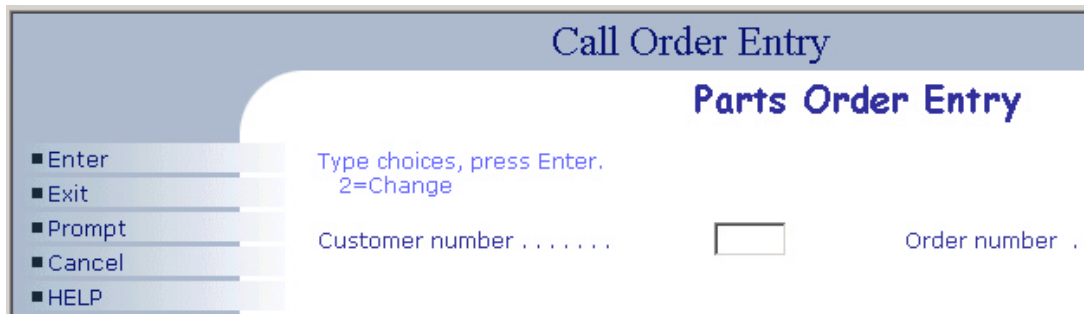 Call Order Entry
Parts Order Entry
Enter
Exit
Prompt
Cancel
HELP
Type choices, press Enter.
2=Change
Customer number . . . . . . . Order number .